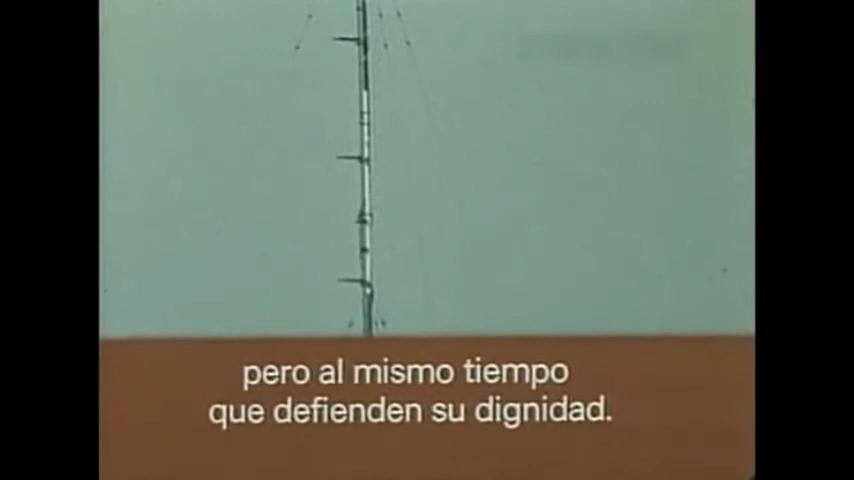 pero al mismo tiempo
que defienden su dignidad.